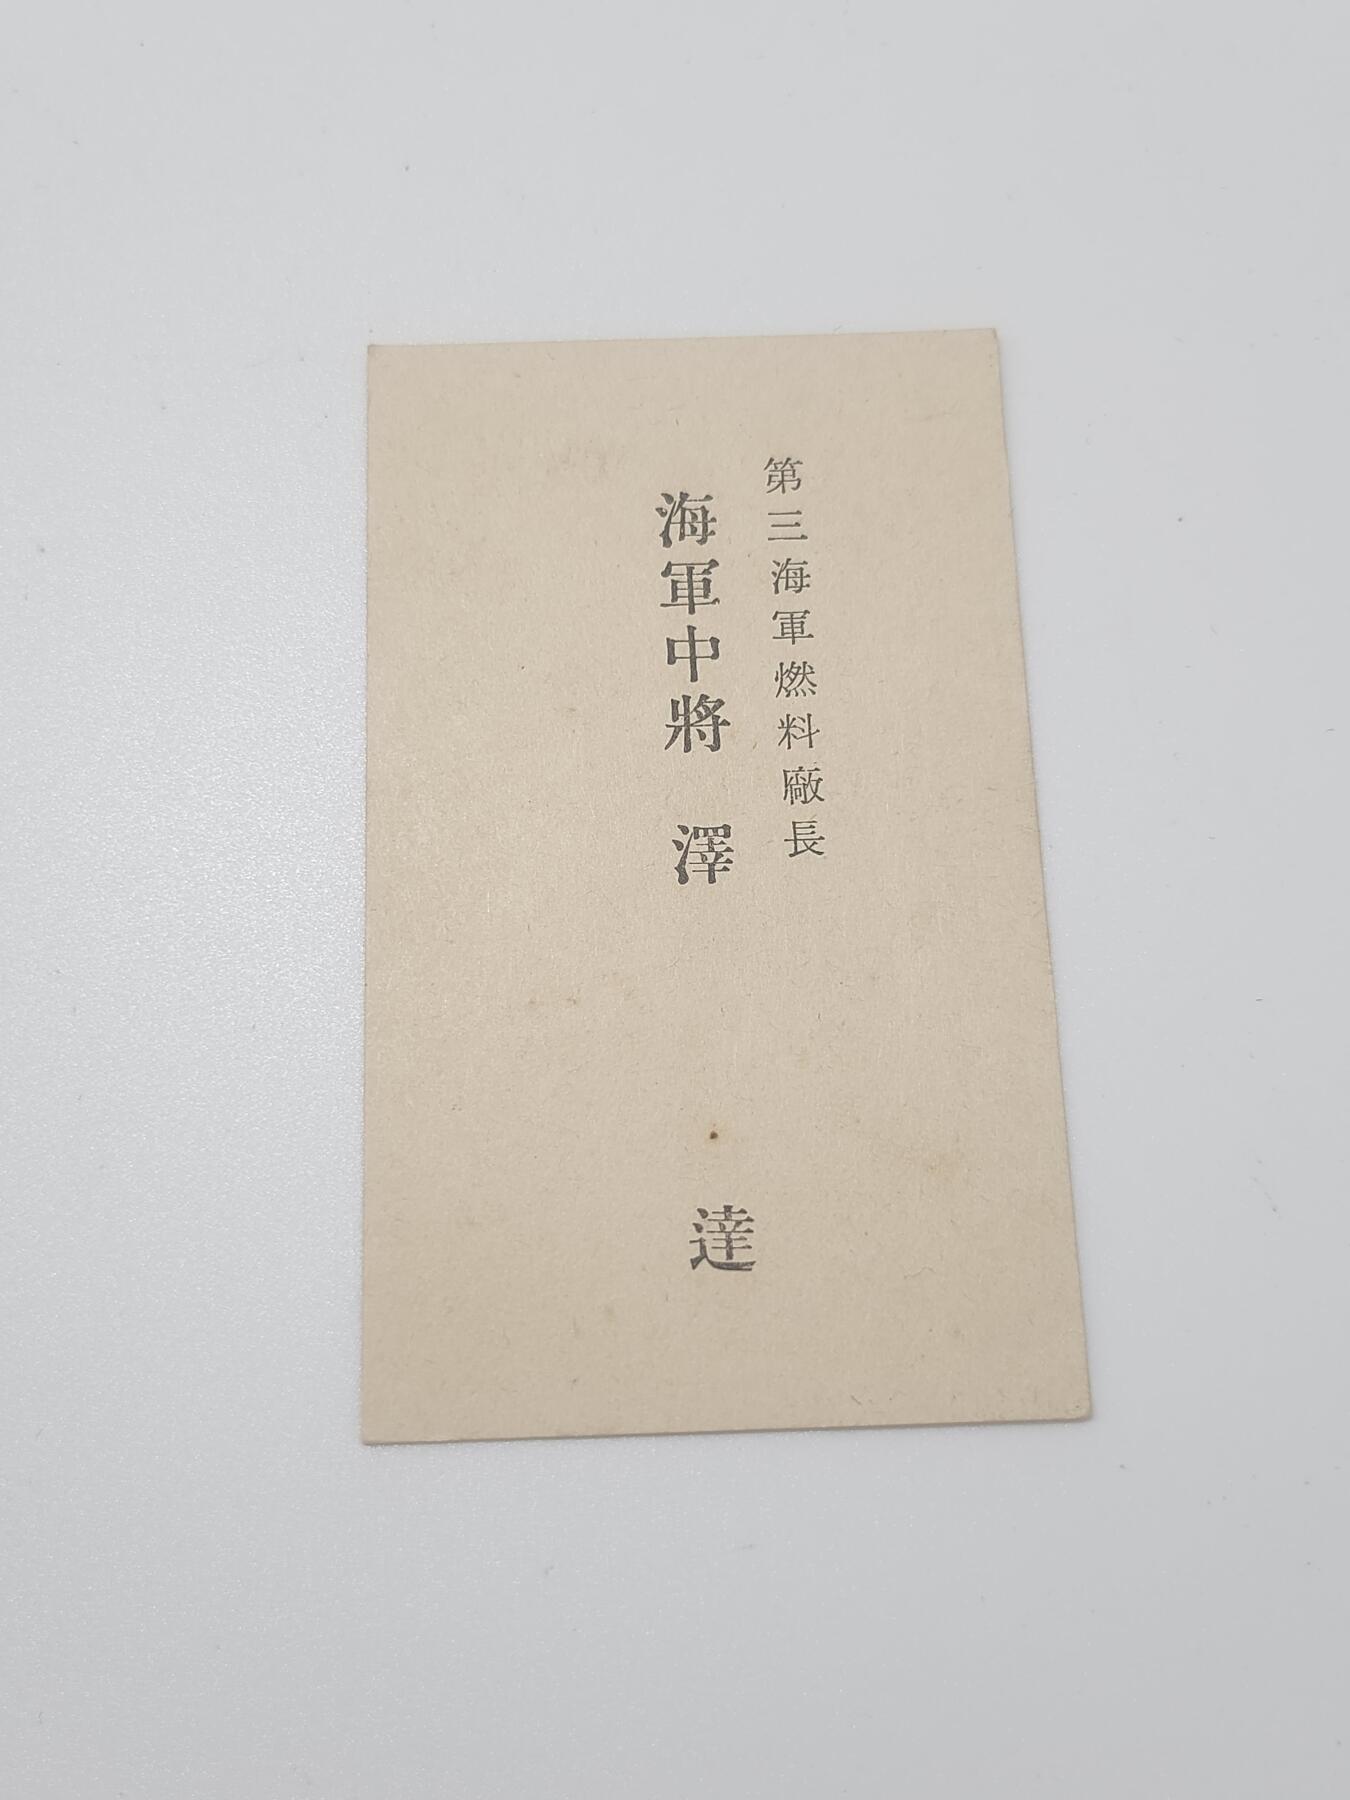 第三海軍燃料廠長
海軍中將 澤 達